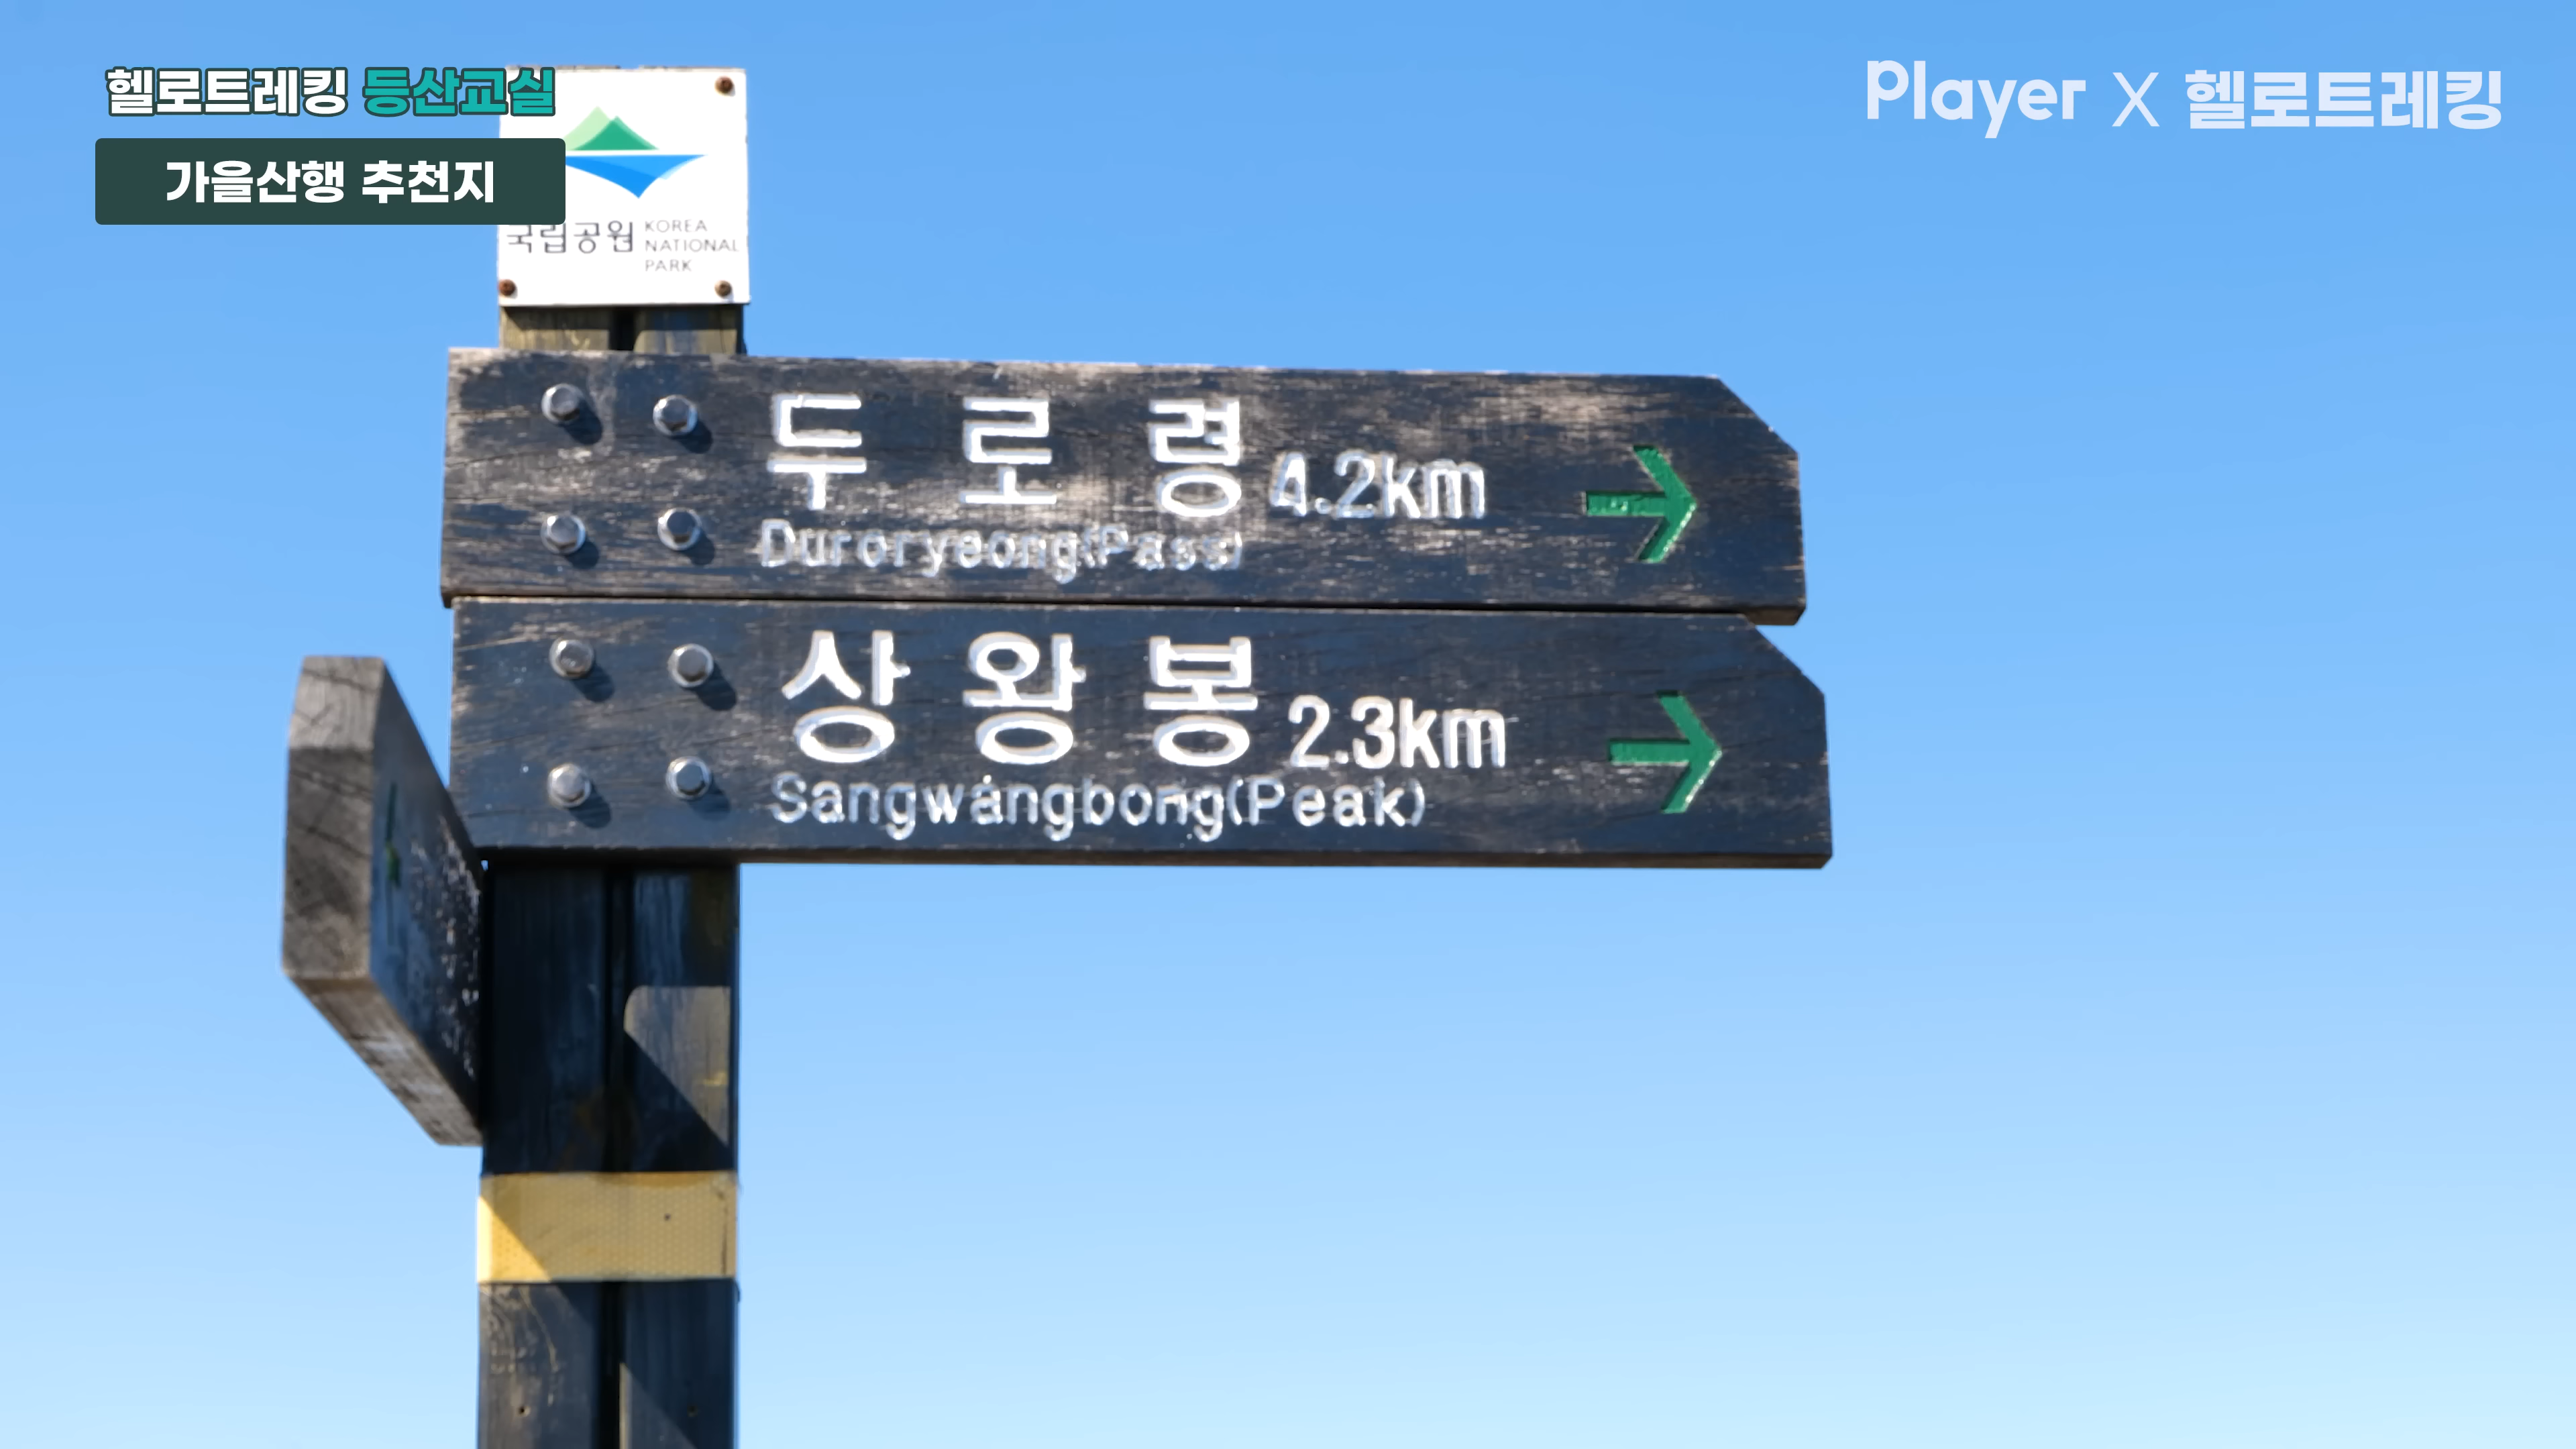 헬로트레킹 등산교실
가을산행 추천지
Player X 헬로트레킹
국립공원 KOREA
NATIONAL
PARK
두로령 4.2km
Duroryeong(Pass)
상왕봉 2.3km
Sangwangbong(Peak)